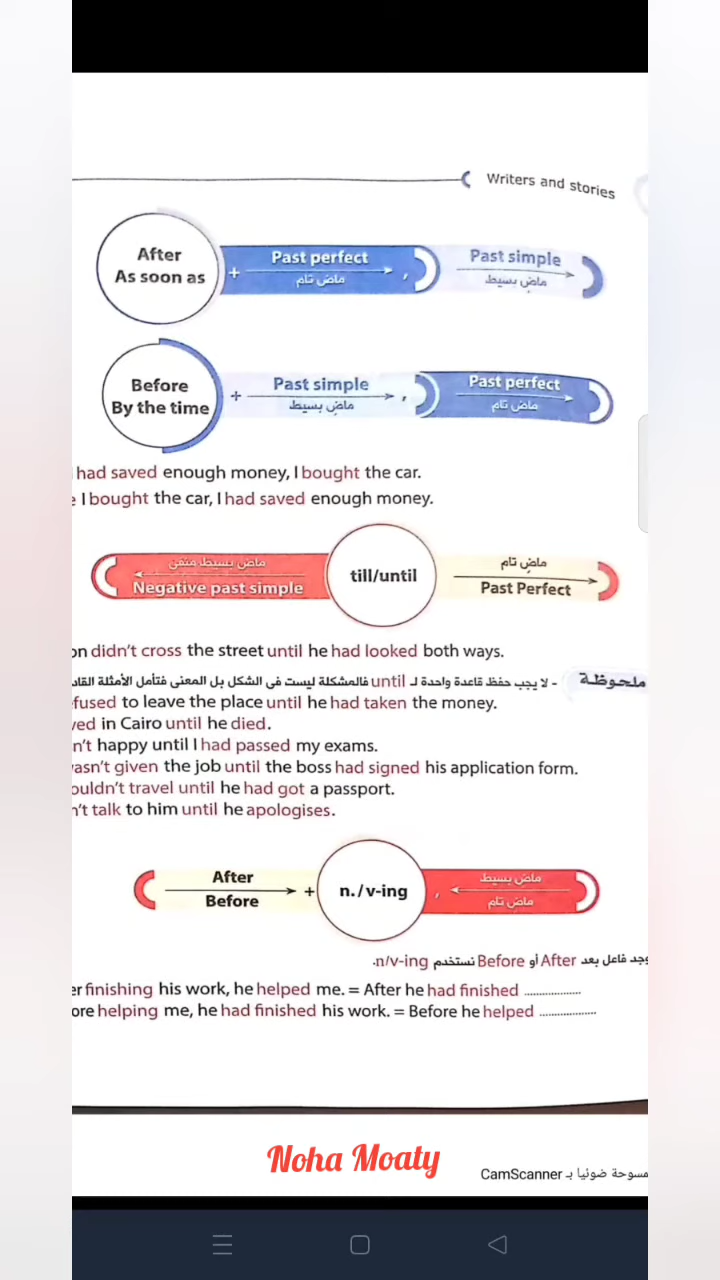 Writers and stories
After
As soon as
+
Past perfect
ماضٍ تام
,
Past simple
ماضٍ بسيط
Before
By the time
+
Past simple
ماضٍ بسيط
,
Past perfect
ماضٍ تام
had saved enough money, I bought the car.
e I bought the car, I had saved enough money.
ماضٍ بسيط منفي
Negative past simple
till/until
ماضٍ تام
Past Perfect
on didn't cross the street until he had looked both ways.
ملحوظة - لا يجب حفظ قاعدة واحدة لـ until فالمشكلة ليست فى الشكل بل المعنى فتأمل الأمثلة القاد
fused to leave the place until he had taken the money.
ved in Cairo until he died.
n't happy until I had passed my exams.
asn't given the job until the boss had signed his application form.
ouldn't travel until he had got a passport.
n't talk to him until he apologises.
After
Before
+
n./v-ing
,
ماضٍ بسيط
ماضٍ تام
وجد فاعل بعد After أو Before نستخدم n/v-ing.
er finishing his work, he helped me. = After he had finished ..................
ore helping me, he had finished his work. = Before he helped ..................
Noha Moaty
مسوحة ضوئيا بـ CamScanner